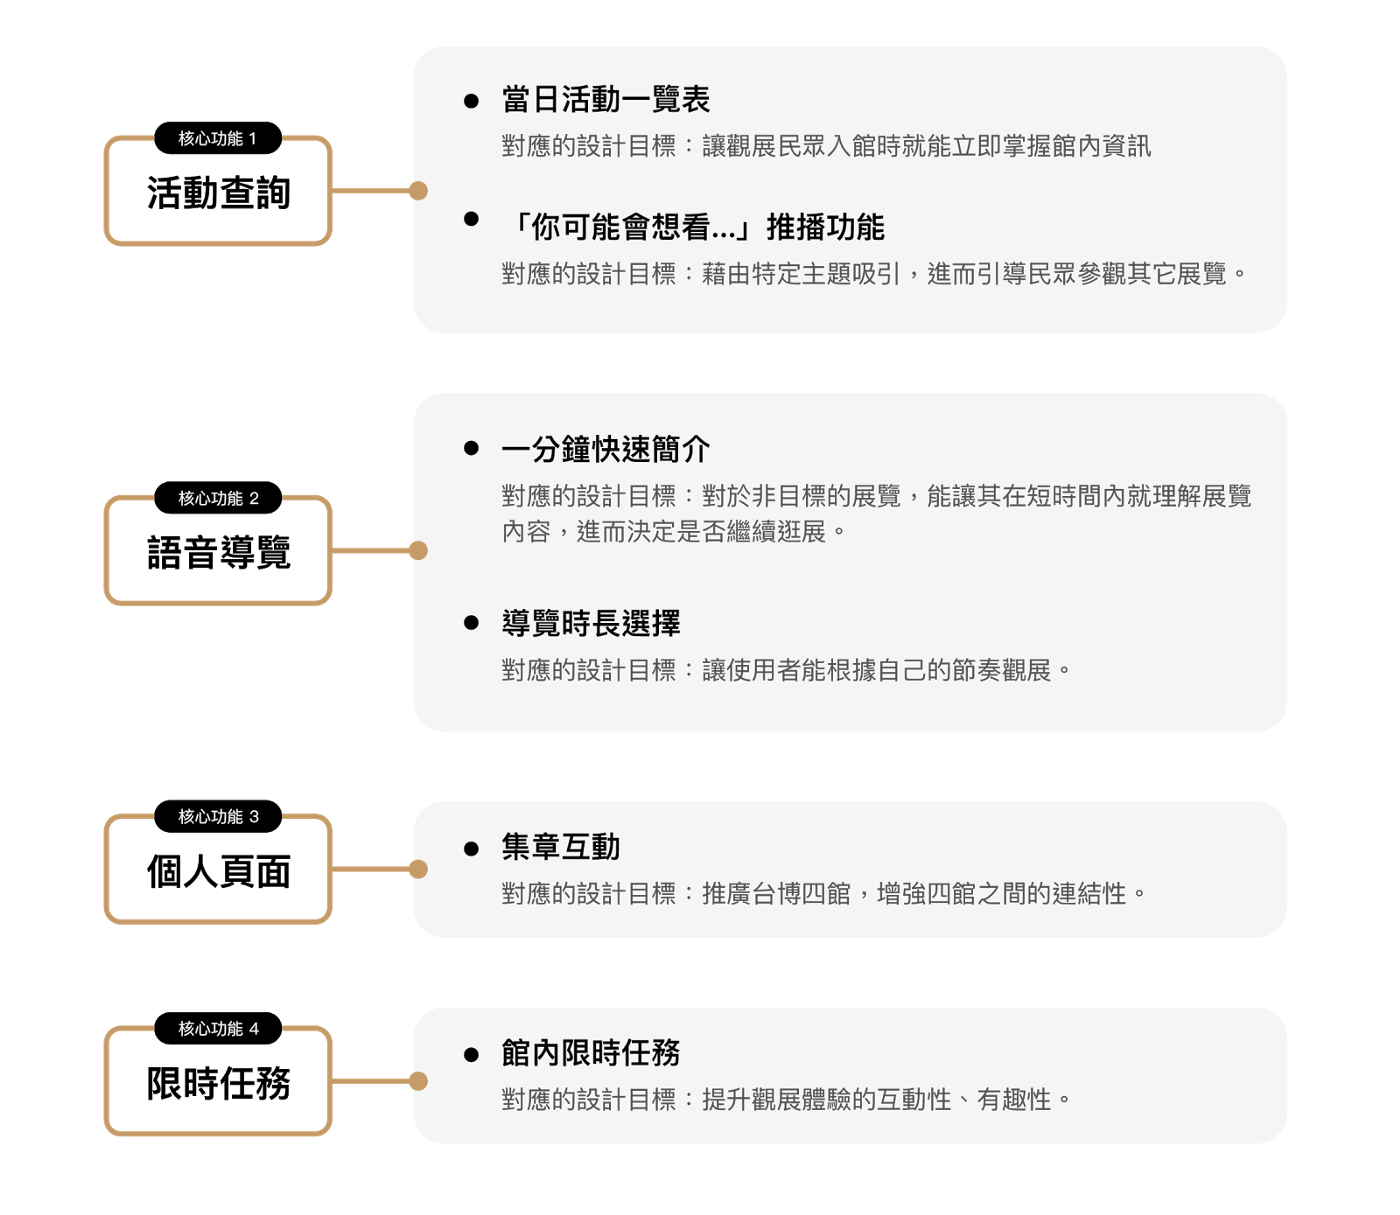 核心功能 1
活動查詢
當日活動一覽表
對應的設計目標：讓觀展民眾入館時就能立即掌握館內資訊
「你可能會想看...」推播功能
對應的設計目標：藉由特定主題吸引，進而引導民眾參觀其它展覽。
核心功能 2
語音導覽
一分鐘快速簡介
對應的設計目標：對於非目標的展覽，能讓其在短時間內就理解展覽
內容，進而決定是否繼續逛展。
導覽時長選擇
對應的設計目標：讓使用者能根據自己的節奏觀展。
核心功能 3
個人頁面
集章互動
對應的設計目標：推廣台博四館，增強四館之間的連結性。
核心功能 4
限時任務
館內限時任務
對應的設計目標：提升觀展體驗的互動性、有趣性。